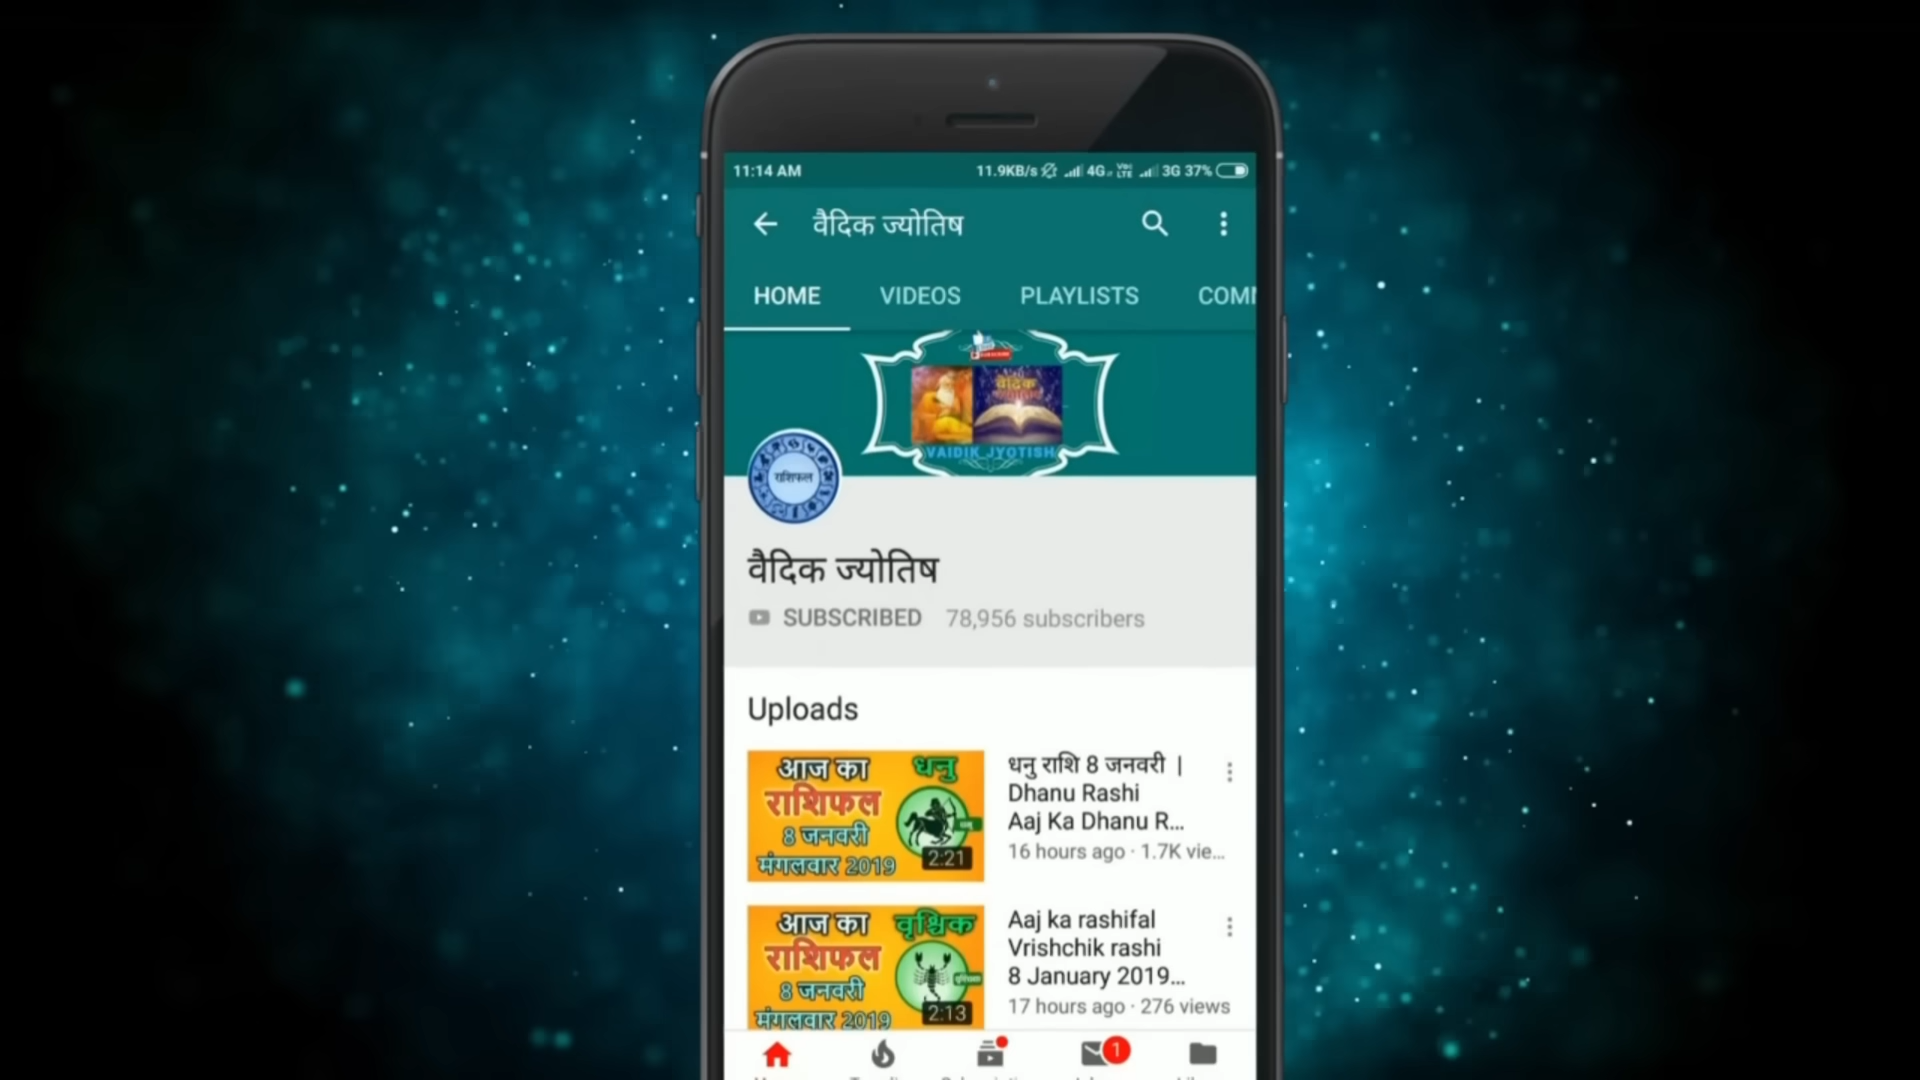 11:14 AM 11.9KB/s 4G VoLTE 3G 37%
वैदिक ज्योतिष
HOME VIDEOS PLAYLISTS COMM
वैदिक
VAIDIK JYOTISH
राशिफल
वैदिक ज्योतिष
SUBSCRIBED 78,956 subscribers
Uploads
आज का धनु
राशिफल
8 जनवरी
मंगलवार 2019
2:21
धनु राशि 8 जनवरी |
Dhanu Rashi
Aaj Ka Dhanu R...
16 hours ago · 1.7K vie...
आज का वृश्चिक
राशिफल
8 जनवरी
मंगलवार 2019
2:13
Aaj ka rashifal
Vrishchik rashi
8 January 2019...
17 hours ago · 276 views
1